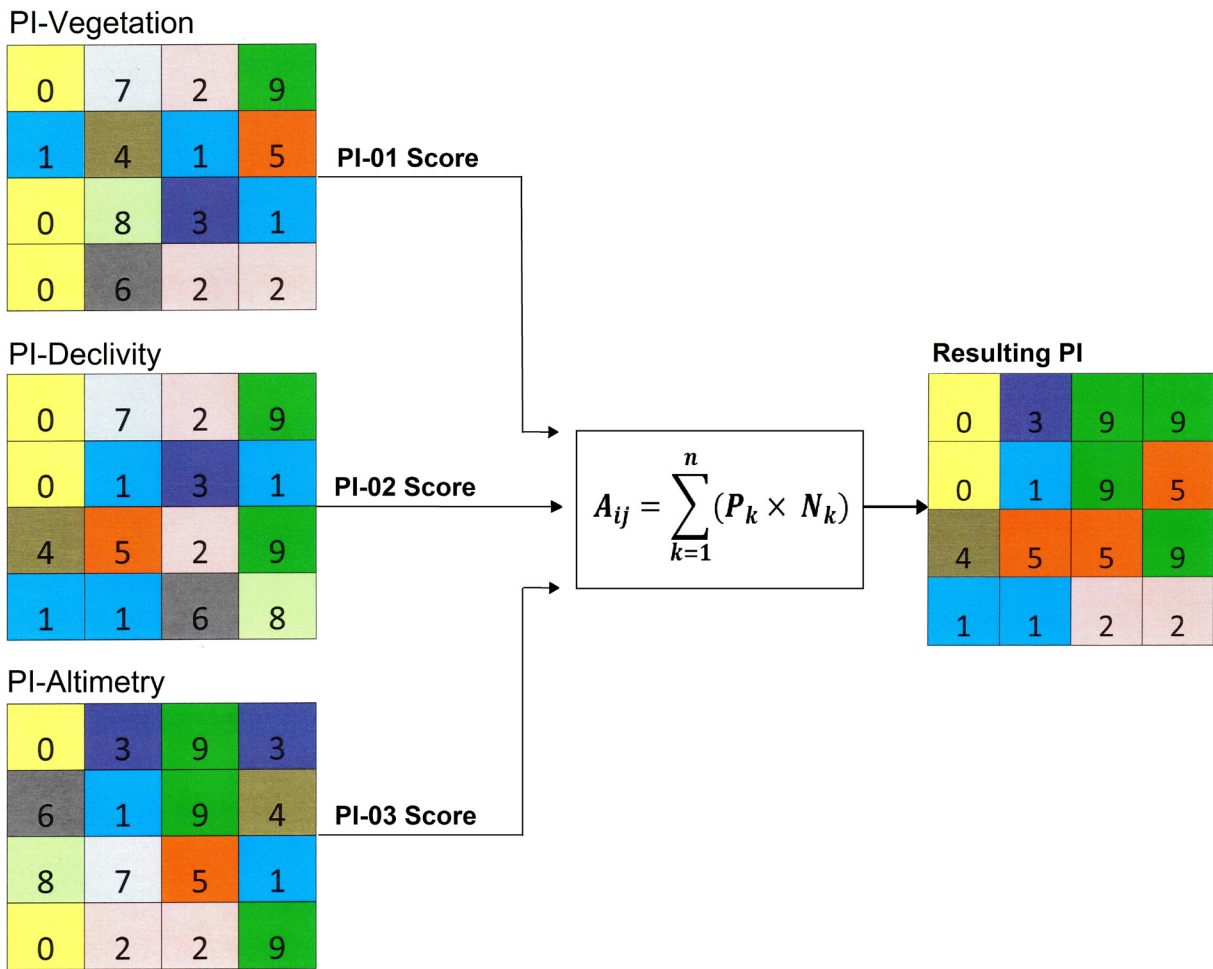 PI-Vegetation
0 7 2 9
1 4 1 5
0 8 3 1
0 6 2 2
PI-01 Score
PI-Declivity
0 7 2 9
0 1 3 1
4 5 2 9
1 1 6 8
PI-02 Score
PI-Altimetry
0 3 9 3
6 1 9 4
8 7 5 1
0 2 2 9
PI-03 Score
n
A_{ij} = ∑(P_k × N_k)
k=1
Resulting PI
0 3 9 9
0 1 9 5
4 5 5 9
1 1 2 2